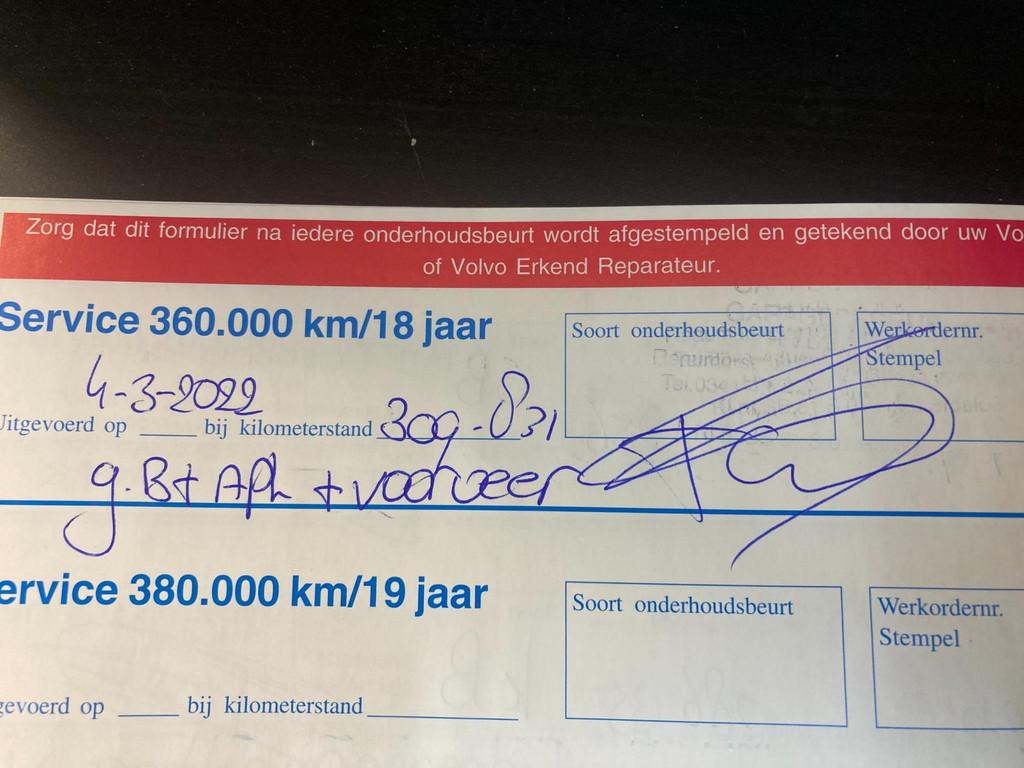 Zorg dat dit formulier na iedere onderhoudsbeurt wordt afgestempeld en getekend door uw Vo
of Volvo Erkend Reparateur.
Service 360.000 km/18 jaar
Soort onderhoudsbeurt
Werkordernr.
Stempel
4-3-2022
Uitgevoerd op ____ bij kilometerstand 309.831
g.B + APk + voorveer
ervice 380.000 km/19 jaar
Soort onderhoudsbeurt
Werkordernr.
Stempel
gevoerd op ____ bij kilometerstand